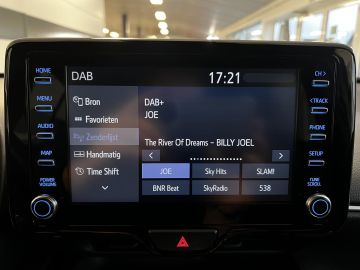 DAB
17:21
HOME
MENU
AUDIO
MAP
POWER
VOLUME
Bron
Favorieten
Zenderlijst
Handmatig
Time Shift
DAB+
JOE
The River Of Dreams - BILLY JOEL
JOE
Sky Hits
SLAM!
BNR Beat
SkyRadio
538
CH >
< TRACK
PHONE
SETUP
TUNE
SCROLL